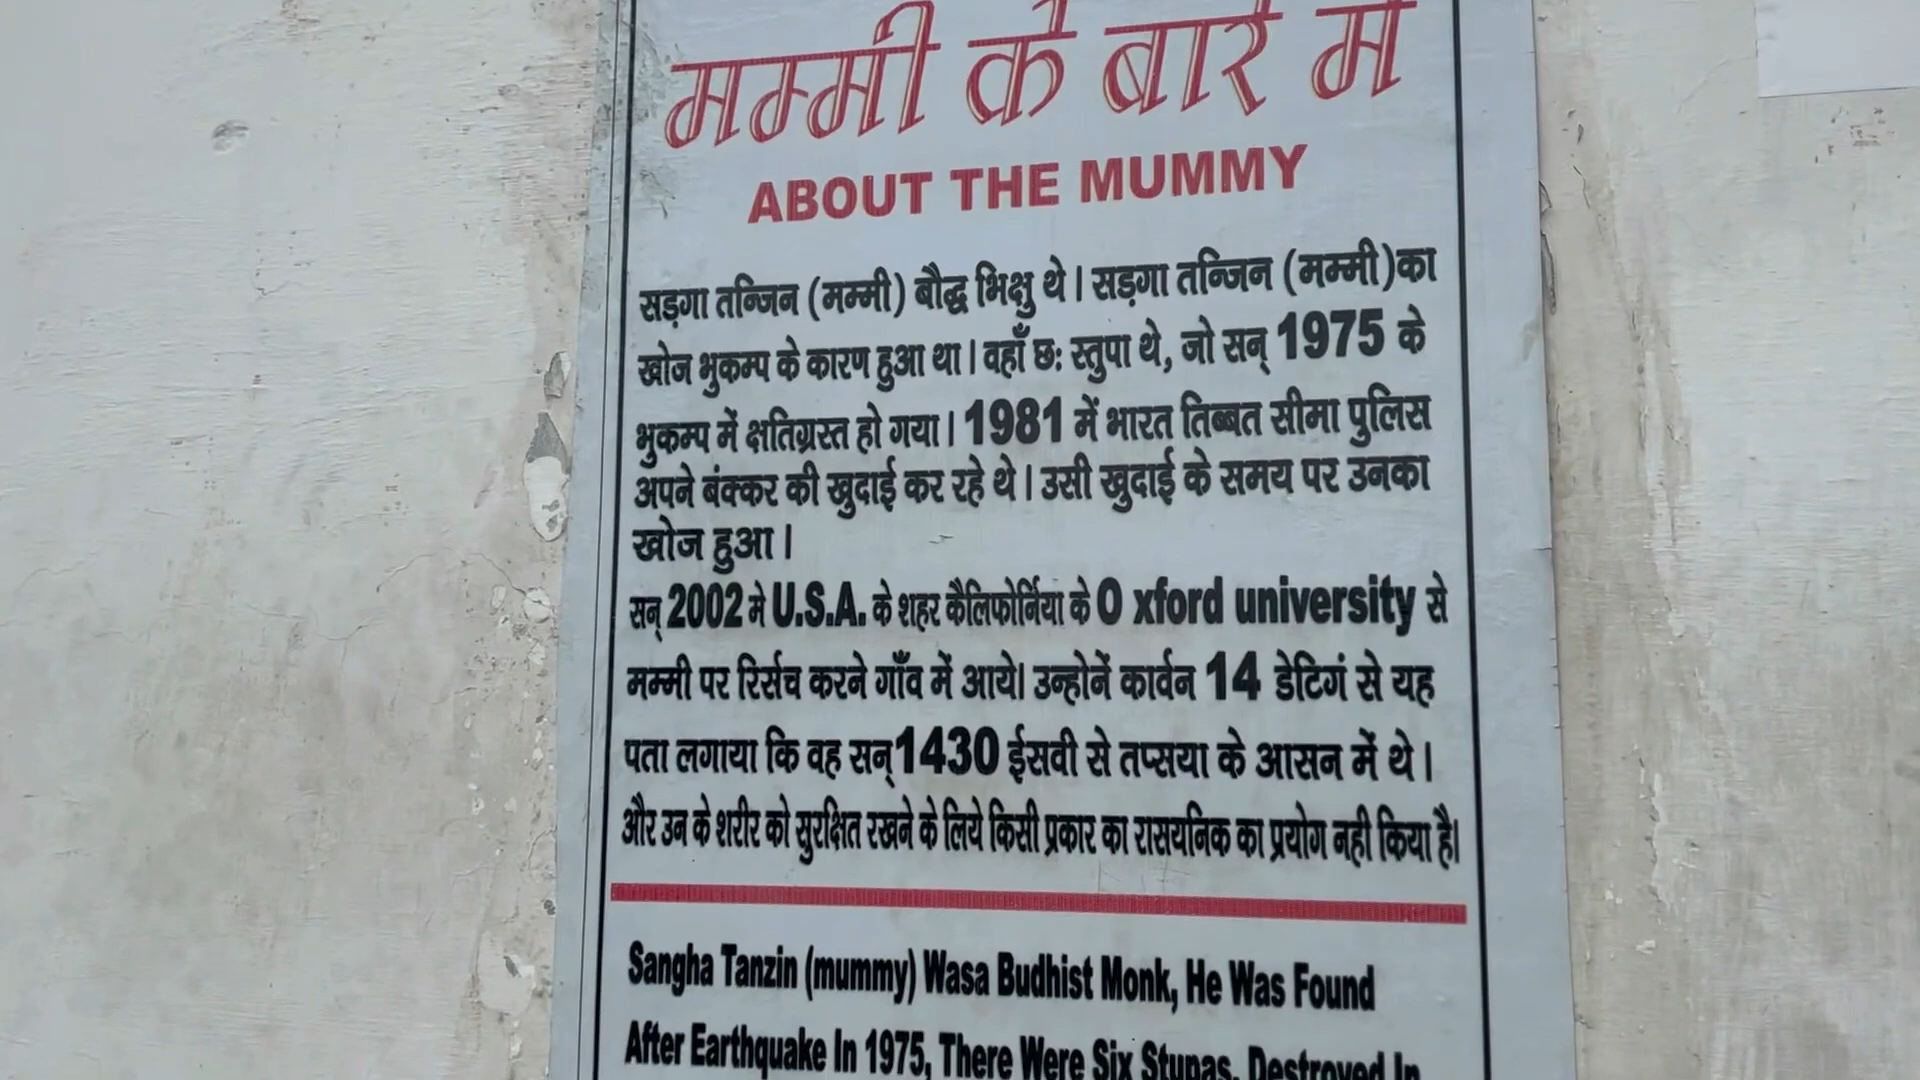 मम्मी के बारे में
ABOUT THE MUMMY
सड़गा तन्जिन (मम्मी) बौद्ध भिक्षु थे। सड़गा तन्जिन (मम्मी)का
खोज भुकम्प के कारण हुआ था। वहाँ छः स्तुपा थे, जो सन् 1975 के
भुकम्प में क्षतिग्रस्त हो गया। 1981 में भारत तिब्बत सीमा पुलिस
अपने बंक्कर की खुदाई कर रहे थे। उसी खुदाई के समय पर उनका
खोज हुआ।
सन् 2002 मे U.S.A. के शहर कैलिफोर्निया के O xford university से
मम्मी पर रिर्सच करने गाँव में आये। उन्होनें कार्वन 14 डेटिगं से यह
पता लगाया कि वह सन् 1430 ईसवी से तप्सया के आसन में थे।
और उन के शरीर को सुरक्षित रखने के लिये किसी प्रकार का रासयनिक का प्रयोग नही किया है।
Sangha Tanzin (mummy) Wasa Budhist Monk, He Was Found
After Earthquake In 1975, There Were Six Stupas, Destroyed In